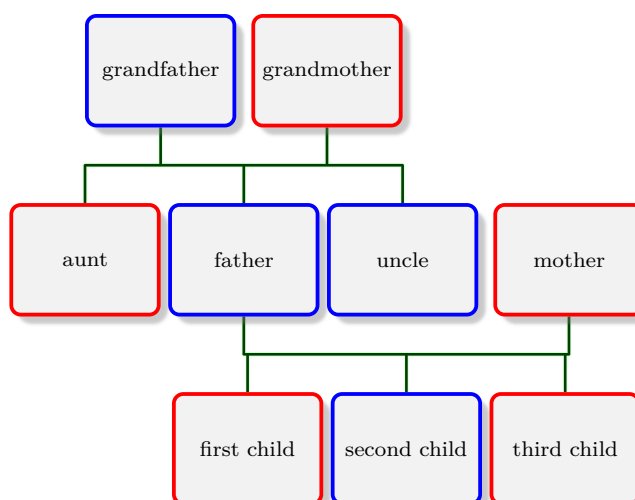 grandfather
grandmother
aunt
father
uncle
mother
first child
second child
third child